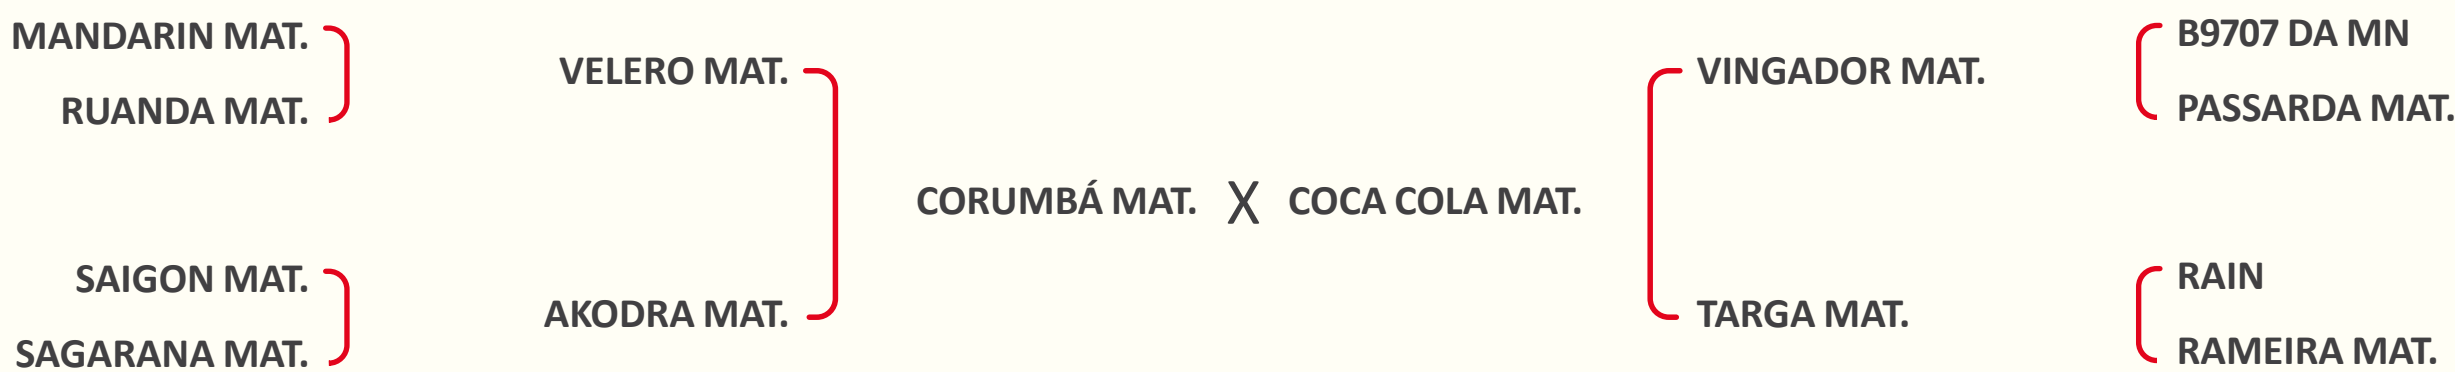 MANDARIN MAT.
RUANDA MAT.
SAIGON MAT.
SAGARANA MAT.
VELERO MAT.
AKODRA MAT.
CORUMBÁ MAT. X COCA COLA MAT.
VINGADOR MAT.
TARGA MAT.
B9707 DA MN
PASSARDA MAT.
RAIN
RAMEIRA MAT.